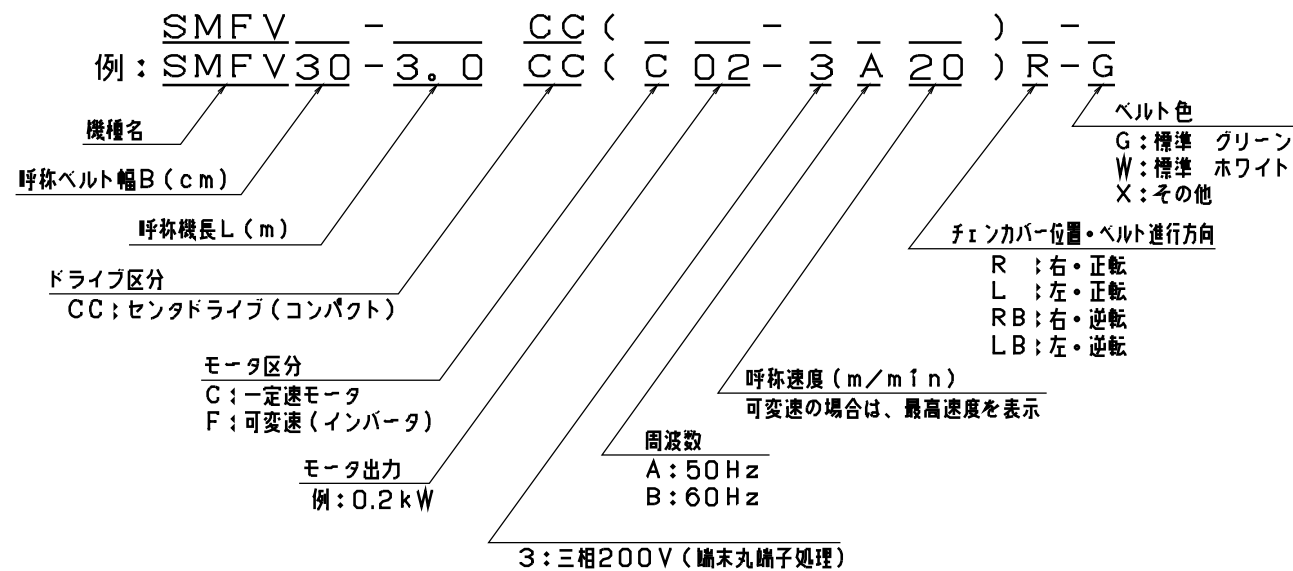 SMFV＿-＿ CC(＿ ＿-＿ ＿ ＿)＿-＿
例：SMFV30-3.0 CC(C 02-3 A 20)R-G
ベルト色
G：標準 グリーン
W：標準 ホワイト
X：その他
機種名
呼称ベルト幅B(cm)
呼称機長L(m)
チェンカバー位置・ベルト進行方向
R ：右・正転
L ：左・正転
RB：右・逆転
LB：左・逆転
ドライブ区分
CC：センタドライブ(コンパクト)
モータ区分
C：一定速モータ
F：可変速(インバータ)
呼称速度(m/min)
可変速の場合は、最高速度を表示
周波数
A：50Hz
B：60Hz
モータ出力
例：0.2kW
3：三相200V(端末丸端子処理)